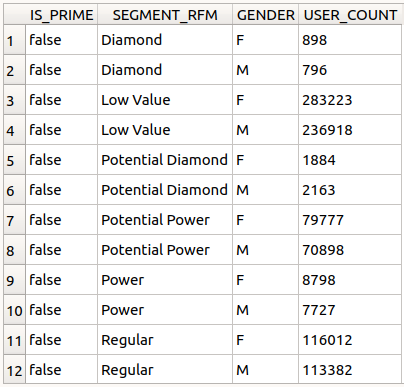 IS_PRIME SEGMENT_RFM GENDER USER_COUNT
1 false Diamond F 898
2 false Diamond M 796
3 false Low Value F 283223
4 false Low Value M 236918
5 false Potential Diamond F 1884
6 false Potential Diamond M 2163
7 false Potential Power F 79777
8 false Potential Power M 70898
9 false Power F 8798
10 false Power M 7727
11 false Regular F 116012
12 false Regular M 113382